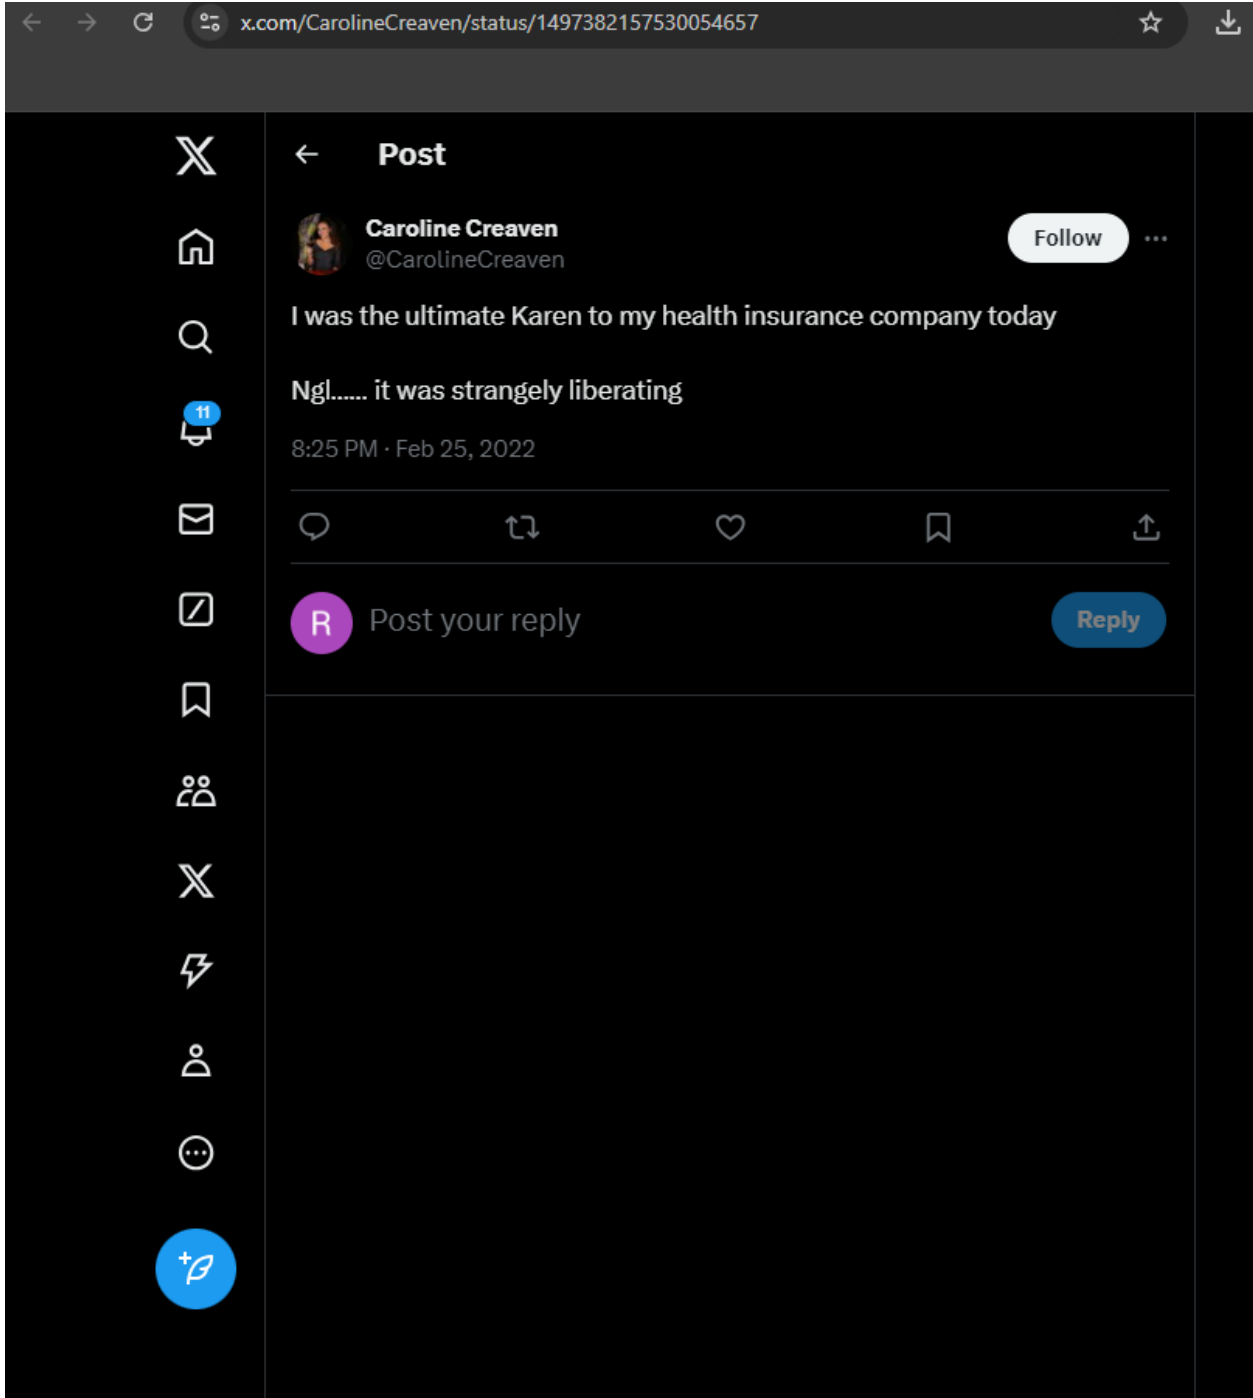 x.com/CarolineCreaven/status/1497382157530054657
Post
Caroline Creaven
@CarolineCreaven
Follow
I was the ultimate Karen to my health insurance company today
Ngl...... it was strangely liberating
8:25 PM · Feb 25, 2022
11
R
Post your reply
Reply